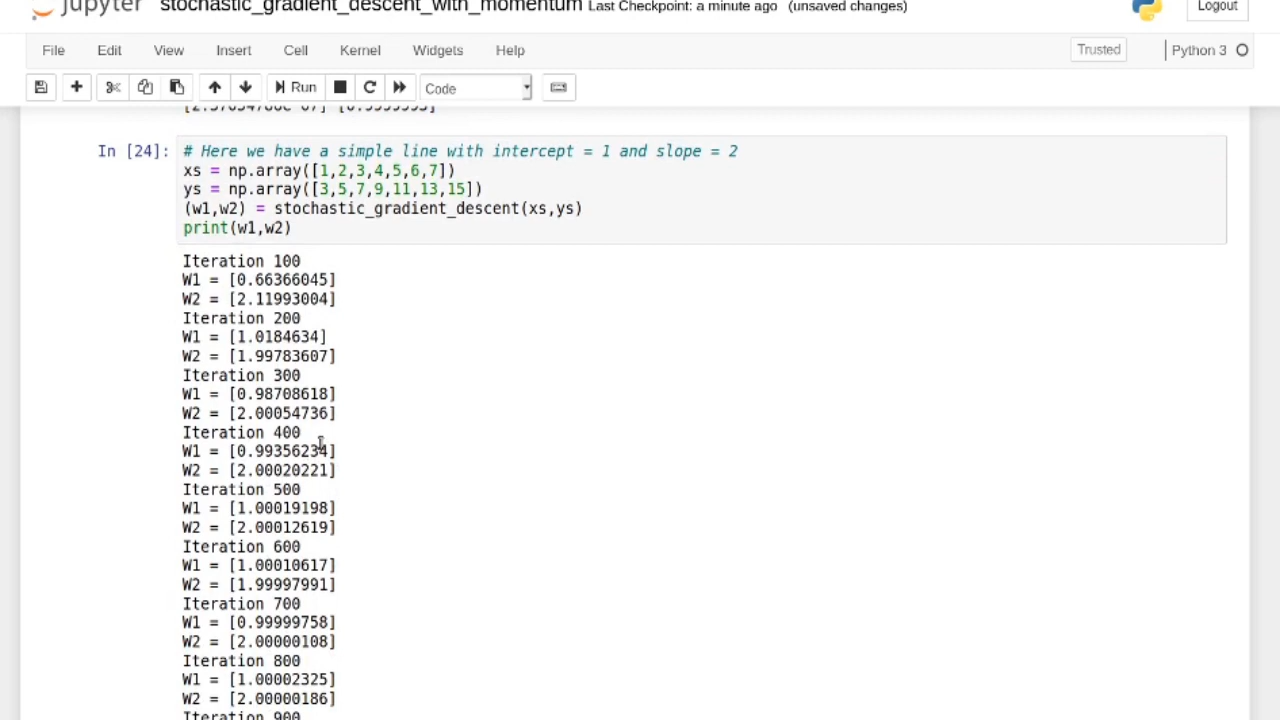 jupyter stochastic_gradient_descent_with_momentum Last Checkpoint: a minute ago (unsaved changes) Logout
File Edit View Insert Cell Kernel Widgets Help Trusted Python 3
Run Code
In [24]: # Here we have a simple line with intercept = 1 and slope = 2
xs = np.array([1,2,3,4,5,6,7])
ys = np.array([3,5,7,9,11,13,15])
(w1,w2) = stochastic_gradient_descent(xs,ys)
print(w1,w2)
Iteration 100
W1 = [0.66366045]
W2 = [2.11993004]
Iteration 200
W1 = [1.0184634]
W2 = [1.99783607]
Iteration 300
W1 = [0.98708618]
W2 = [2.00054736]
Iteration 400
W1 = [0.99356234]
W2 = [2.00020221]
Iteration 500
W1 = [1.00019198]
W2 = [2.00012619]
Iteration 600
W1 = [1.00010617]
W2 = [1.99997991]
Iteration 700
W1 = [0.99999758]
W2 = [2.00000108]
Iteration 800
W1 = [1.00002325]
W2 = [2.00000186]
Iteration 900